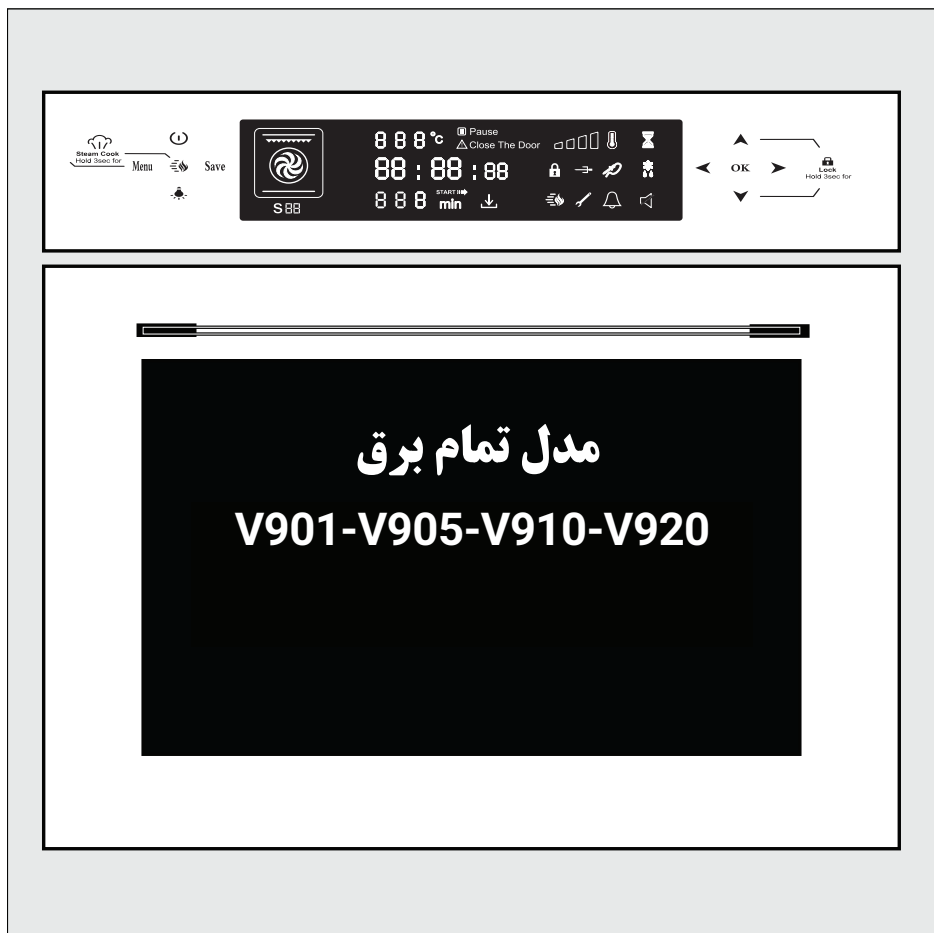 Steam Cook
Hold 3sec for
Menu
Save
S 88
888°C
Pause
Close The Door
88:88:88
888
START
min
OK
Lock
Hold 3sec for
مدل تمام برق
V901-V905-V910-V920